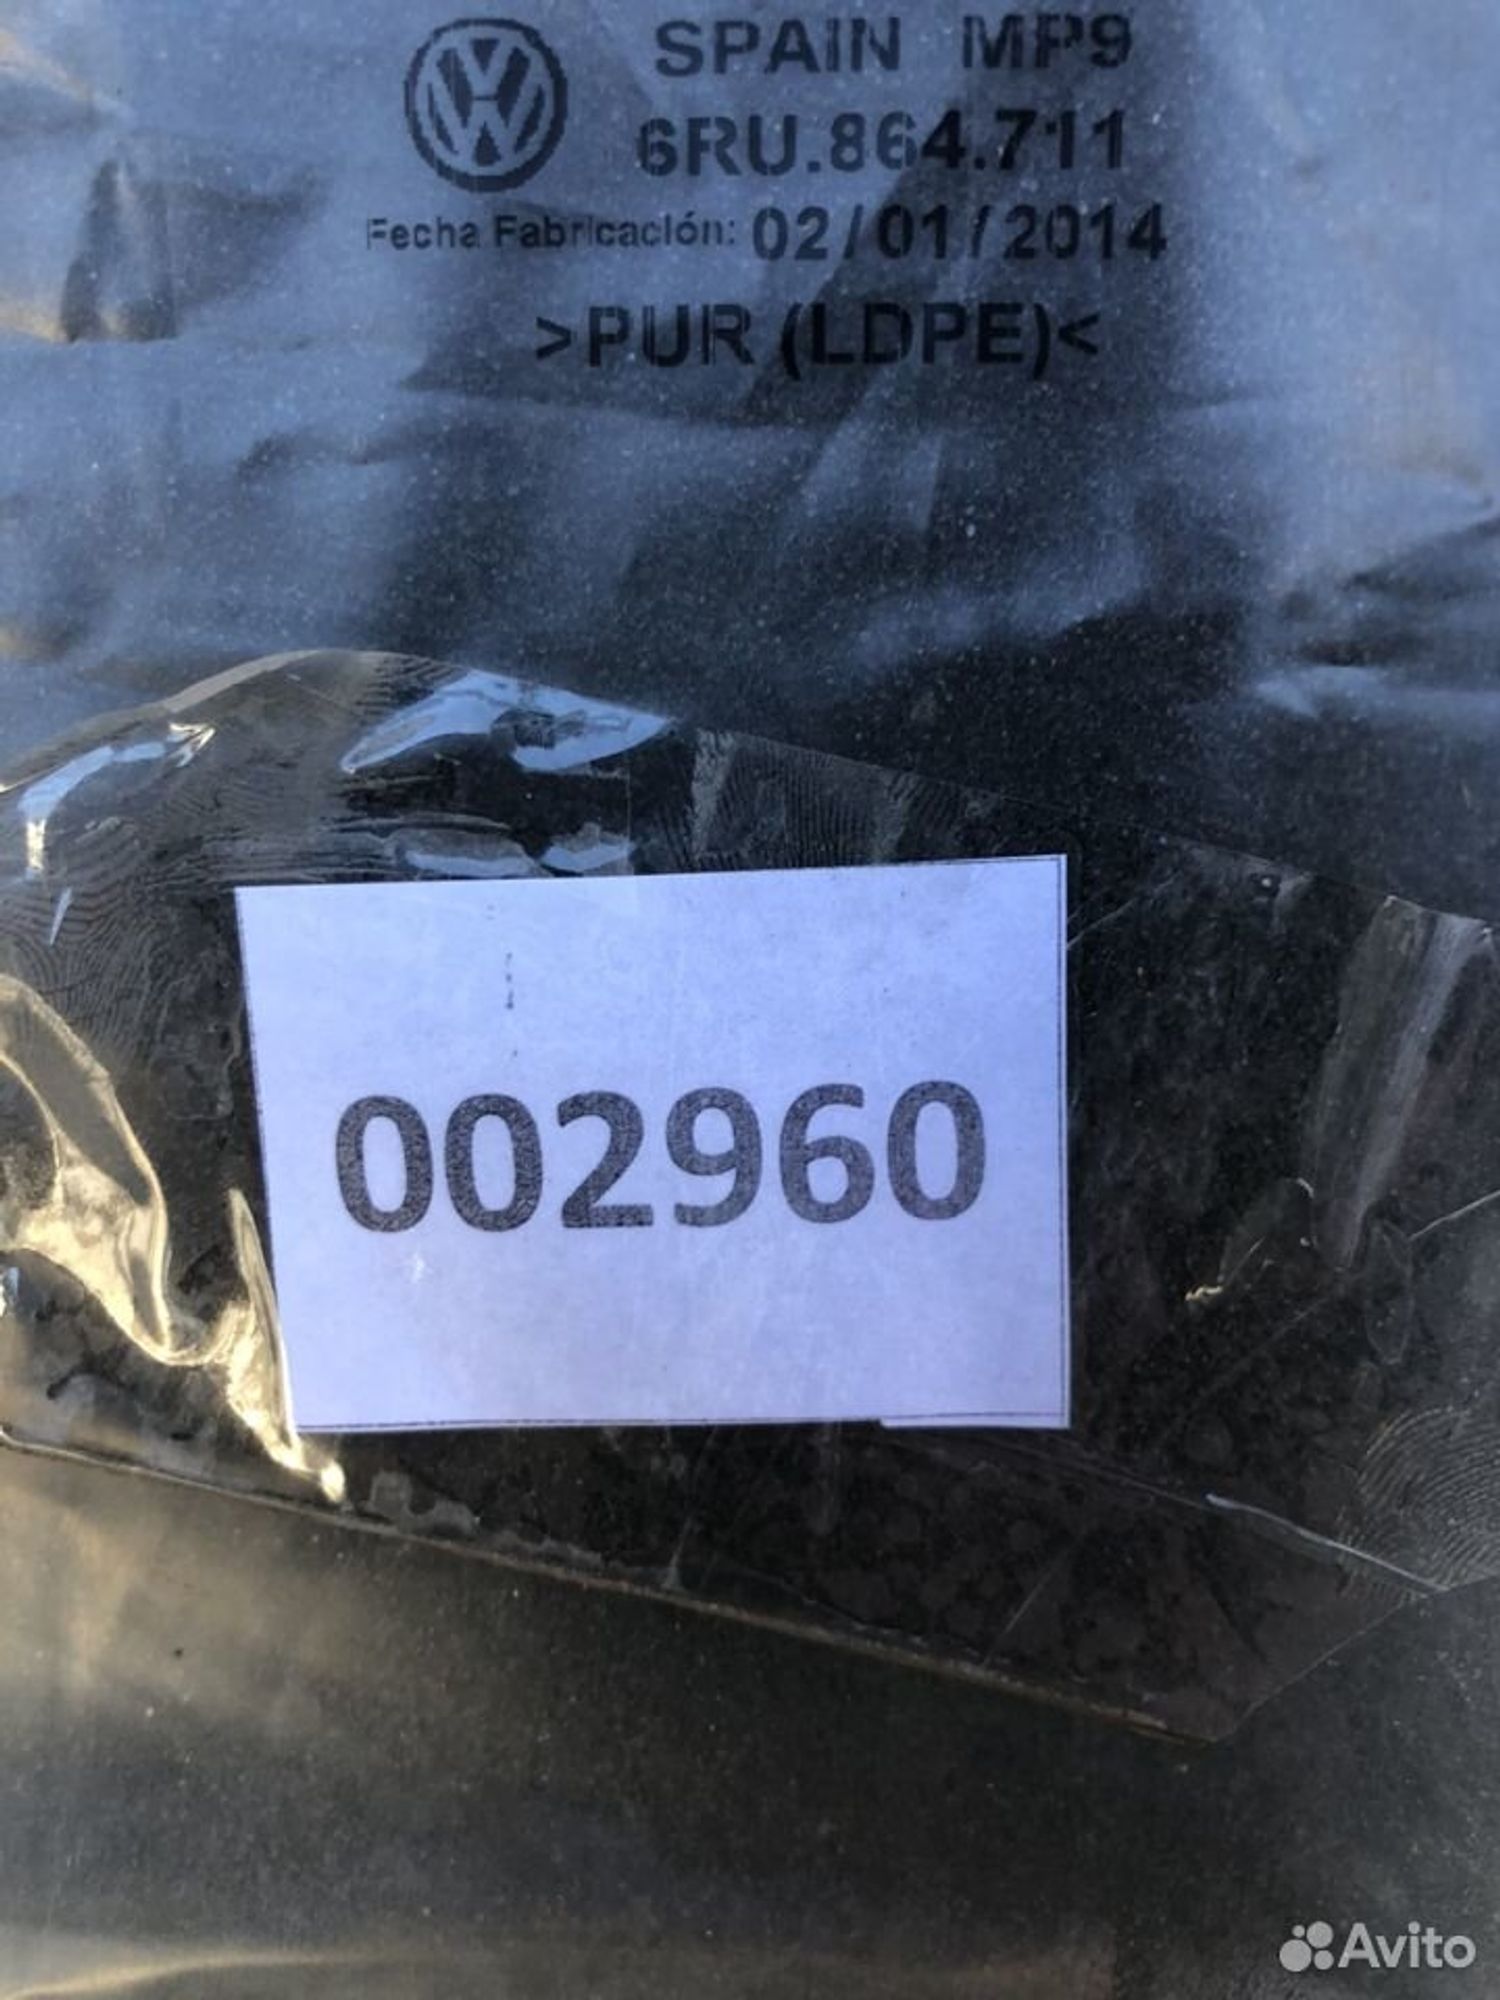 SPAIN MP9
6RU.864.711
Fecha Fabricación: 02/01/2014
>PUR (LDPE)<
002960
Avito